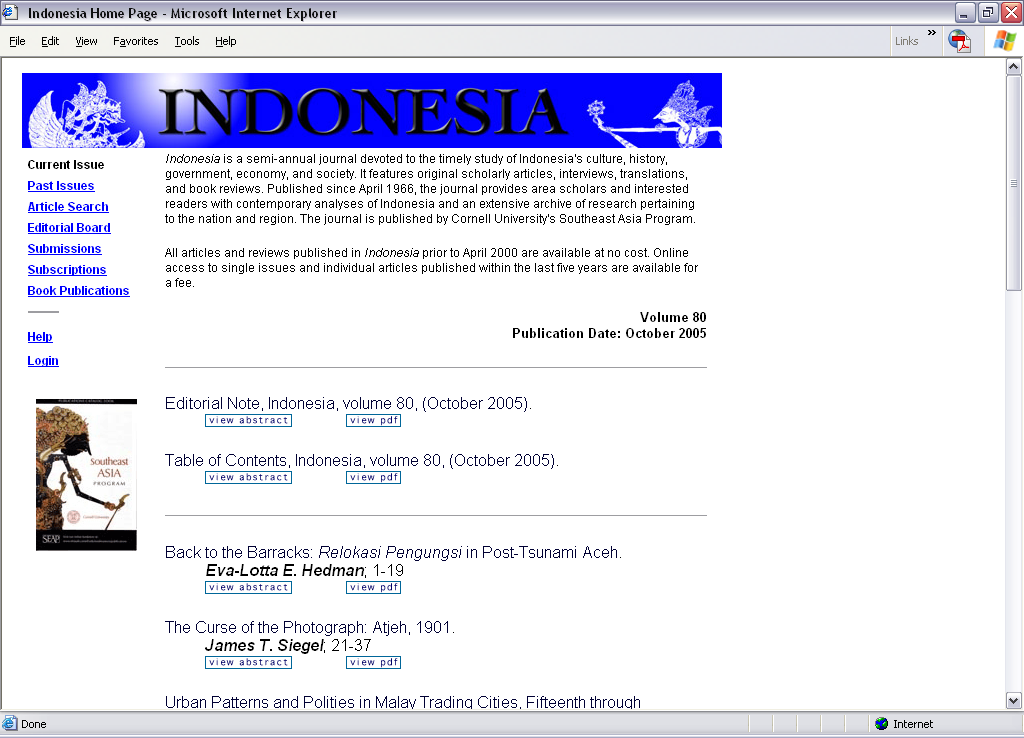 Indonesia Home Page - Microsoft Internet Explorer
File Edit View Favorites Tools Help
Links »
INDONESIA
Current Issue
Past Issues
Article Search
Editorial Board
Submissions
Subscriptions
Book Publications
Help
Login
Southeast
ASIA
PROGRAM
Cornell University
SEAP
Indonesia is a semi-annual journal devoted to the timely study of Indonesia's culture, history,
government, economy, and society. It features original scholarly articles, interviews, translations,
and book reviews. Published since April 1966, the journal provides area scholars and interested
readers with contemporary analyses of Indonesia and an extensive archive of research pertaining
to the nation and region. The journal is published by Cornell University's Southeast Asia Program.
All articles and reviews published in Indonesia prior to April 2000 are available at no cost. Online
access to single issues and individual articles published within the last five years are available for
a fee.
Volume 80
Publication Date: October 2005
Editorial Note, Indonesia, volume 80, (October 2005).
view abstract view pdf
Table of Contents, Indonesia, volume 80, (October 2005).
view abstract view pdf
Back to the Barracks: Relokasi Pengungsi in Post-Tsunami Aceh.
Eva-Lotta E. Hedman; 1-19
view abstract view pdf
The Curse of the Photograph: Atjeh, 1901.
James T. Siegel; 21-37
view abstract view pdf
Urban Patterns and Polities in Malay Trading Cities, Fifteenth through
Done
Internet